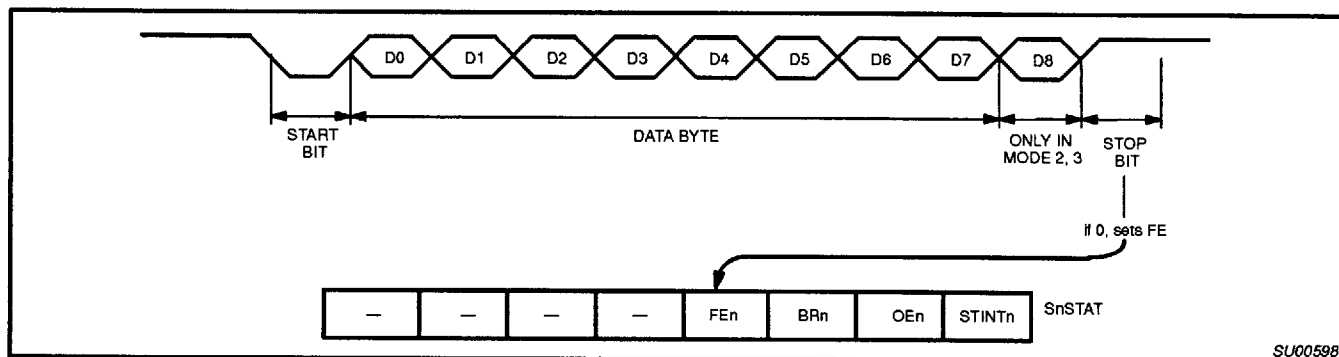 D0 D1 D2 D3 D4 D5 D6 D7 D8
START
BIT
DATA BYTE
ONLY IN
MODE 2, 3
STOP
BIT
if 0, sets FE
— — — — FEn BRn OEn STINTn SnSTAT
SU00598